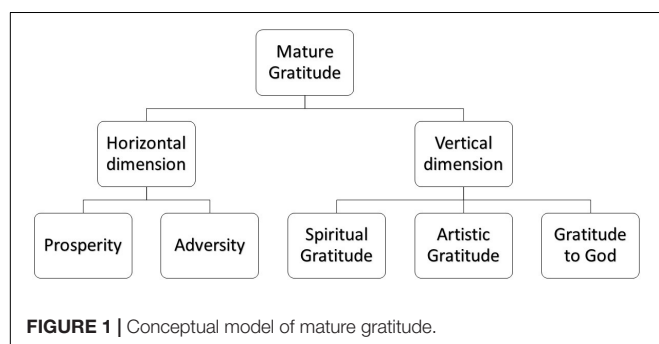 Mature
Gratitude
Horizontal
dimension
Vertical
dimension
Prosperity
Adversity
Spiritual
Gratitude
Artistic
Gratitude
Gratitude
to God
FIGURE 1 | Conceptual model of mature gratitude.